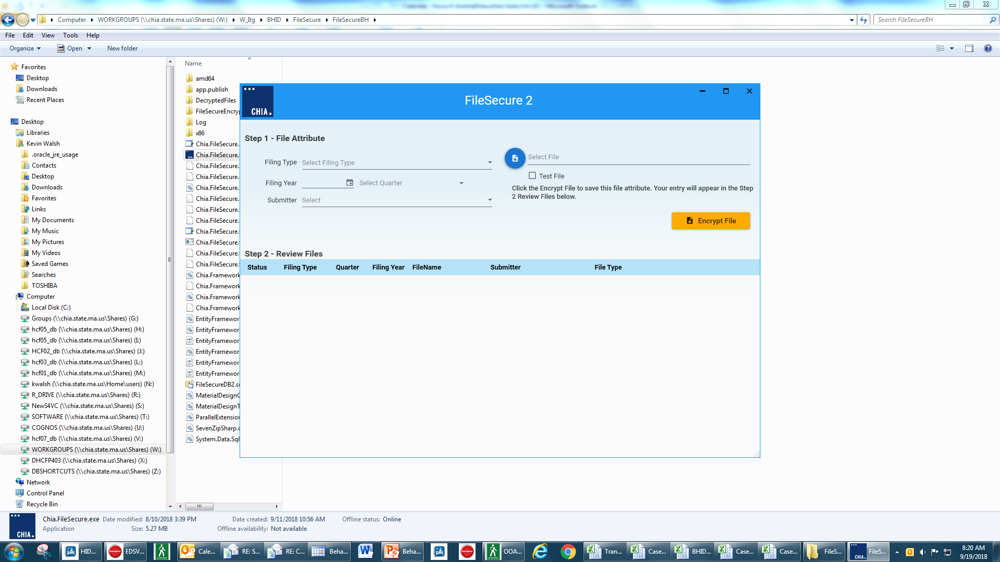 Computer ▸ WORKGROUPS (\\chia.state.ma.us\Shares) (W:) ▸ W_Itg ▸ BHID ▸ FileSecure ▸ FileSecureBH ▸
Search FileSecureBH
File Edit View Tools Help
Organize Open New folder
Favorites
Desktop
Downloads
Recent Places
Desktop
Libraries
Kevin Walsh
.oracle_jre_usage
Contacts
Desktop
Downloads
Favorites
Links
My Documents
My Music
My Pictures
My Videos
Saved Games
Searches
TOSHIBA
Computer
Local Disk (C:)
Groups (\\chia.state.ma.us\Shares) (G:)
hcf05_db (\\chia.state.ma.us\Shares) (H:)
hcf05_db (\\chia.state.ma.us\Shares) (I:)
HCF02_db (\\chia.state.ma.us\Shares) (J:)
hcf03_db (\\chia.state.ma.us\Shares) (L:)
hcf01_db (\\chia.state.ma.us\Shares) (M:)
kwalsh (\\chia.state.ma.us\Home\users) (N:)
R_DRIVE (\\chia.state.ma.us\Shares) (R:)
NewS4VC (\\chia.state.ma.us\Shares) (S:)
SOFTWARE (\\chia.state.ma.us\Shares) (T:)
COGNOS (\\chia.state.ma.us\Shares) (U:)
hcf07_db (\\chia.state.ma.us\Shares) (V:)
WORKGROUPS (\\chia.state.ma.us\Shares) (W:)
DHCFP403 (\\chia.state.ma.us\Shares) (X:)
DBSHORTCUTS (\\chia.state.ma.us\Shares) (Z:)
Network
Control Panel
Recycle Bin
Name
amd64
app.publish
DecryptedFiles
FileSecureEncryp
Log
x86
Chia.FileSecure.
Chia.FileSecure.
Chia.FileSecure.
Chia.FileSecure.
Chia.FileSecure.
Chia.FileSecure.
Chia.FileSecure.
Chia.FileSecure.
Chia.FileSecure.
Chia.FileSecure.
Chia.FileSecure.
Chia.FileSecure.
Chia.Framework
Chia.Framework
Chia.Framework
Chia.Framework
EntityFramewor
EntityFramewor
EntityFramewor
EntityFramewor
EntityFramewor
EntityFramewor
FileSecureDB2.s
MaterialDesignC
MaterialDesignT
ParallelExtension
SevenZipSharp.
System.Data.Sql
CHIA.
FileSecure 2
Step 1 - File Attribute
Filing Type Select Filing Type
Filing Year Select Quarter
Submitter Select
Select File
Test File
Click the Encrypt File to save this file attribute. Your entry will appear in the Step
2 Review Files below.
Encrypt File
Step 2 - Review Files
Status Filing Type Quarter Filing Year FileName Submitter File Type
CHIA.
Chia.FileSecure.exe Date modified: 8/10/2018 3:39 PM Date created: 9/11/2018 10:56 AM Offline status: Online
Application Size: 5.27 MB Offline availability: Not available
HID... EDSV... Cale... RE: S... RE: C... Beha... Beha... OOA... Tran... Case... BHID... Case... Case... FileS... CHIA. FileS...
8:20 AM
9/19/2018